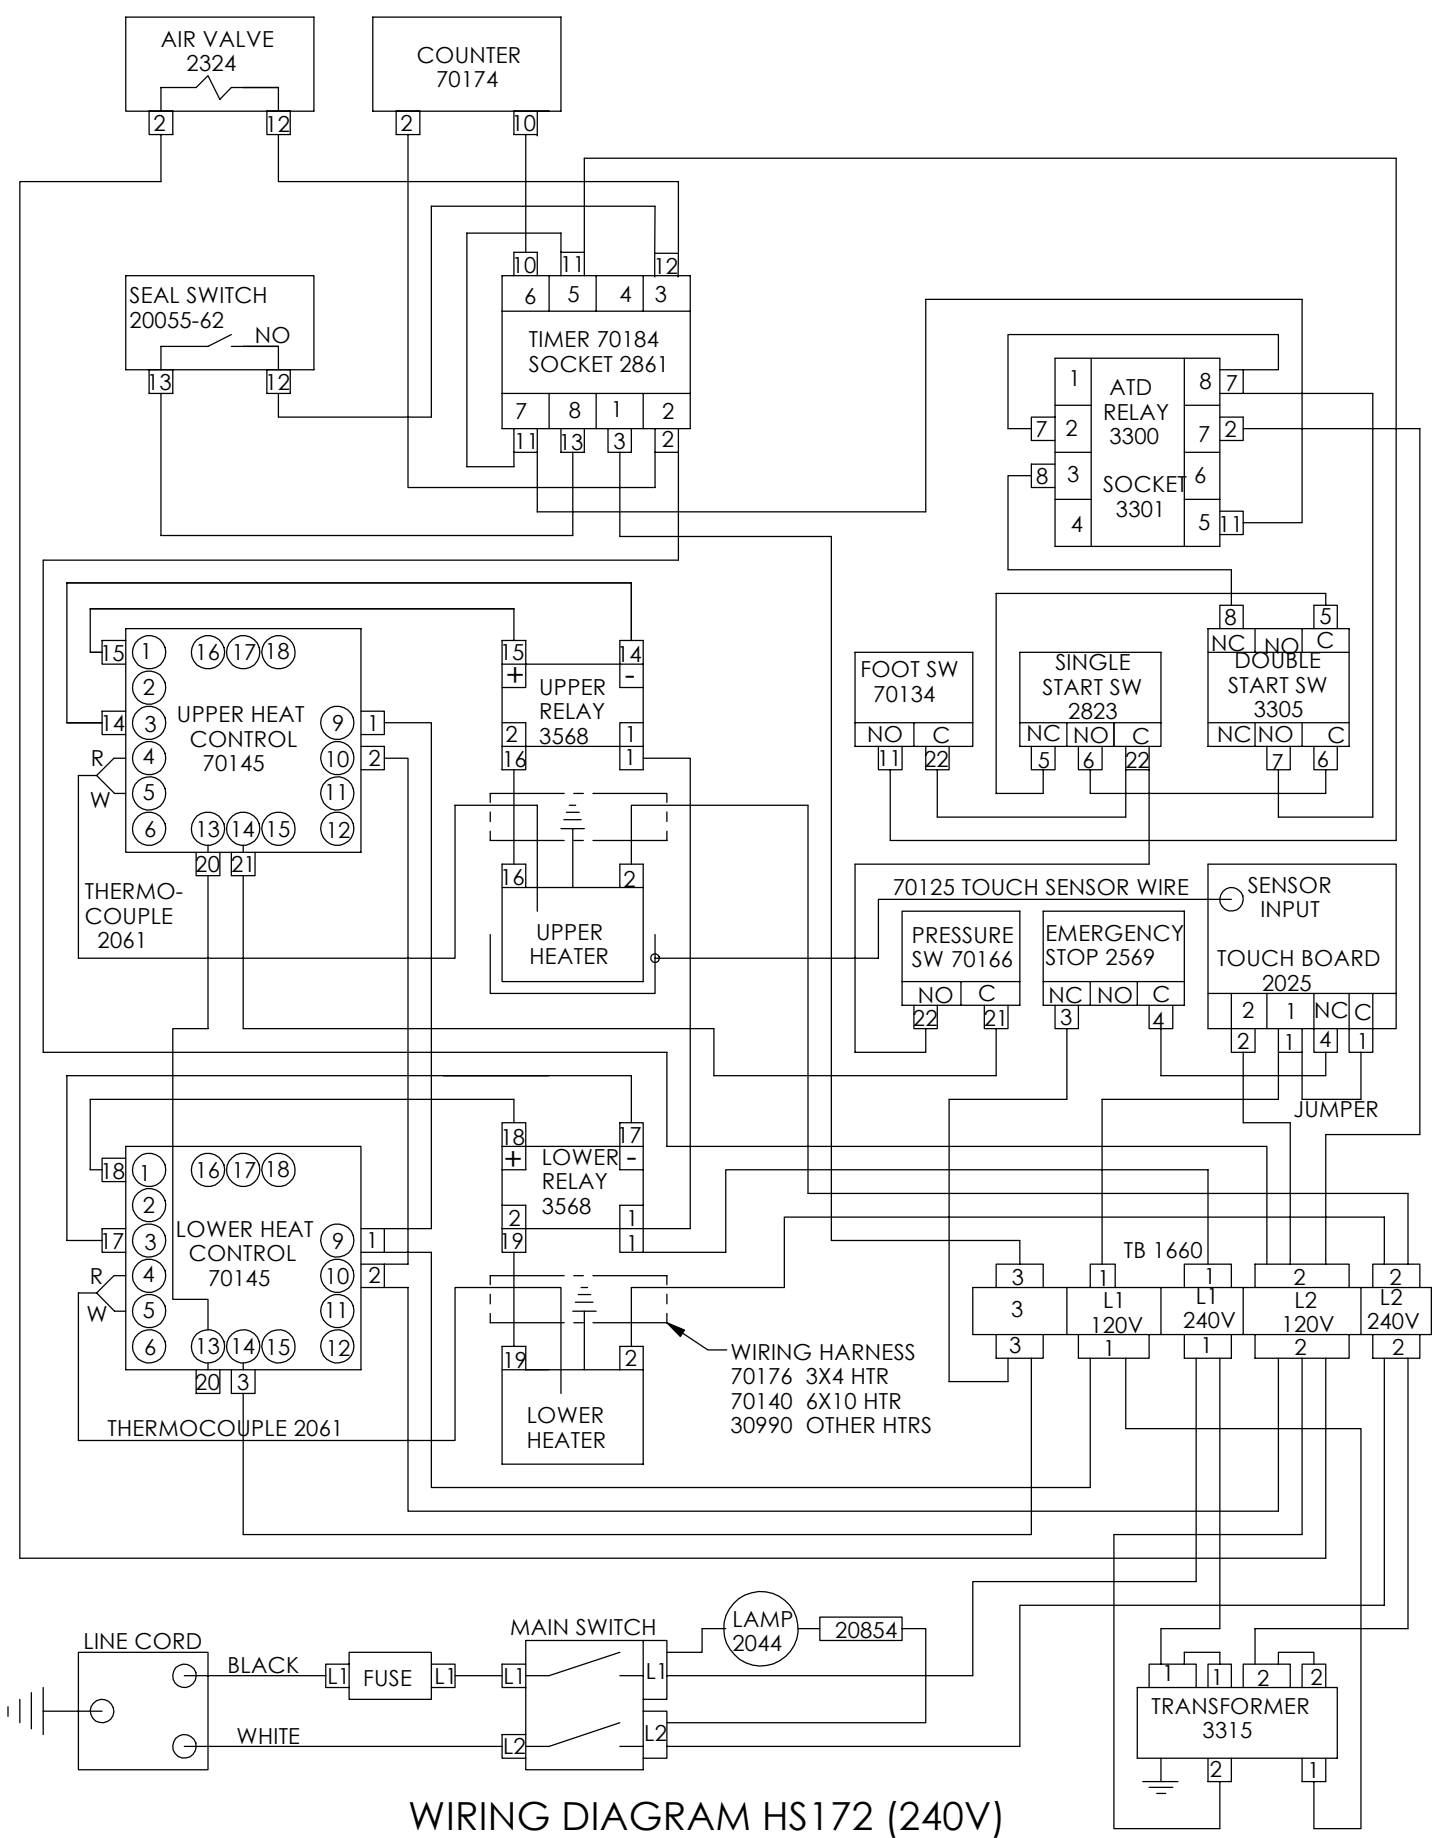 AIR VALVE
2324
2
12
COUNTER
70174
2
10
SEAL SWITCH
20055-62
NO
13
12
10
11
12
6 5 4 3
TIMER 70184
SOCKET 2861
7 8 1 2
11
13
3
2
1 8 7
ATD
RELAY
3300
7 2 7 2
8 3 6
SOCKET
3301
4 5 11
8
5
NC NO C
DOUBLE
START SW
3305
NC NO C
7
6
SINGLE
START SW
2823
NC NO C
5
6
22
FOOT SW
70134
NO C
11
22
15
14
+ -
UPPER
RELAY
3568
2 1
16
1
15 1 16 17 18
2
14 3 9 1
UPPER HEAT
CONTROL
70145
R 4 10 2
W 5 11
6 13 14 15 12
20
21
THERMO-
COUPLE
2061
16
2
UPPER
HEATER
70125 TOUCH SENSOR WIRE
SENSOR
INPUT
TOUCH BOARD
2025
2 1 NC C
2
1
4
1
JUMPER
PRESSURE
SW 70166
NO C
22
21
EMERGENCY
STOP 2569
NC NO C
3
4
18
17
+ -
LOWER
RELAY
3568
2 1
19
1
18 1 16 17 18
2
17 3 9 1
LOWER HEAT
CONTROL
70145
R 4 10 2
W 5 11
6 13 14 15 12
20
3
THERMOCOUPLE 2061
19
2
LOWER
HEATER
WIRING HARNESS
70176 3X4 HTR
70140 6X10 HTR
30990 OTHER HTRS
TB 1660
3 1 1 2 2
3
L1
120V
L1
240V
L2
120V
L2
240V
3 1 1 2 2
LINE CORD
BLACK
WHITE
L1
FUSE
L1
MAIN SWITCH
L1
L1
L2
L2
LAMP
2044
20854
1 1 2 2
TRANSFORMER
3315
2
1
WIRING DIAGRAM HS172 (240V)